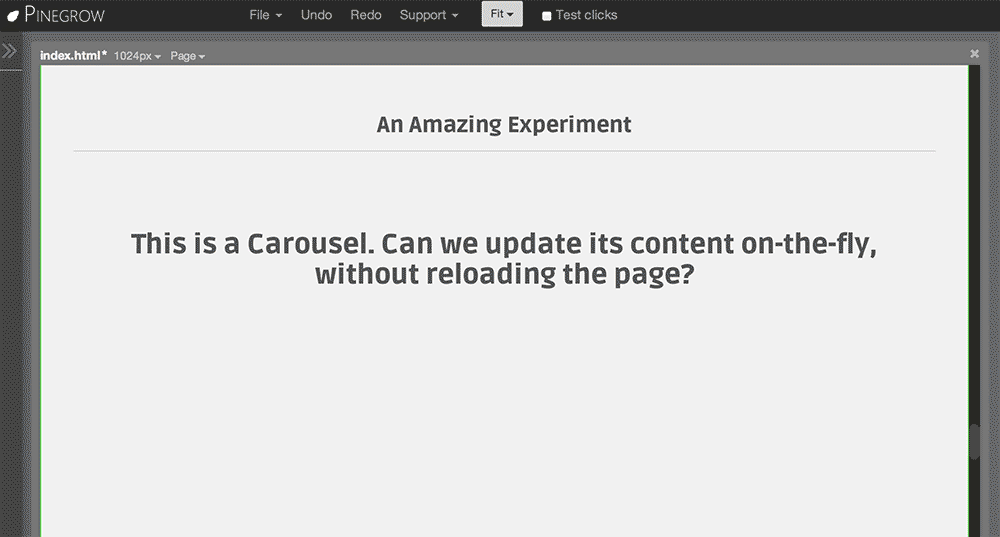 PINEGROW File Undo Redo Support Fit Test clicks
index.html* 1024px Page
An Amazing Experiment
This is a Carousel. Can we update its content on-the-fly,
without reloading the page?